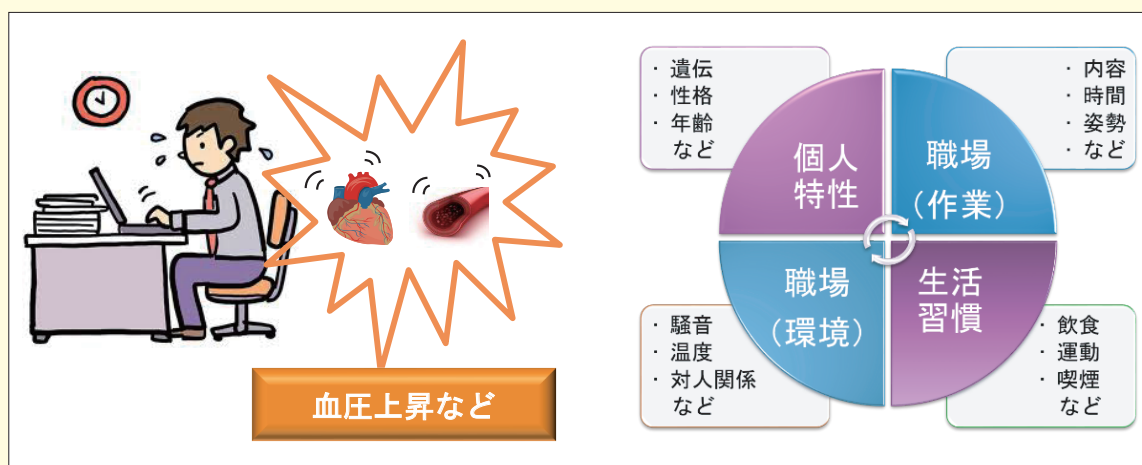 血圧上昇など
・遺伝
・性格
・年齢
など
・内容
・時間
・姿勢
・など
個人
特性
職場
(作業)
職場
(環境)
生活
習慣
・騒音
・温度
・対人関係
など
・飲食
・運動
・喫煙
など